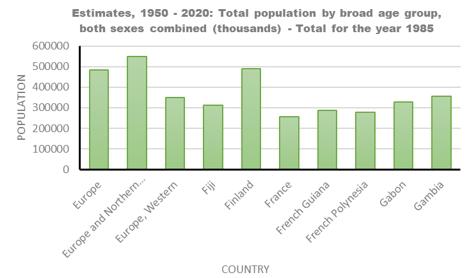 Estimates, 1950 - 2020: Total population by broad age group,
both sexes combined (thousands) - Total for the year 1985
600000
500000
400000
300000
200000
100000
0
POPULATION
Europe
Europe and Northern...
Europe, Western
Fiji
Finland
France
French Guiana
French Polynesia
Gabon
Gambia
COUNTRY